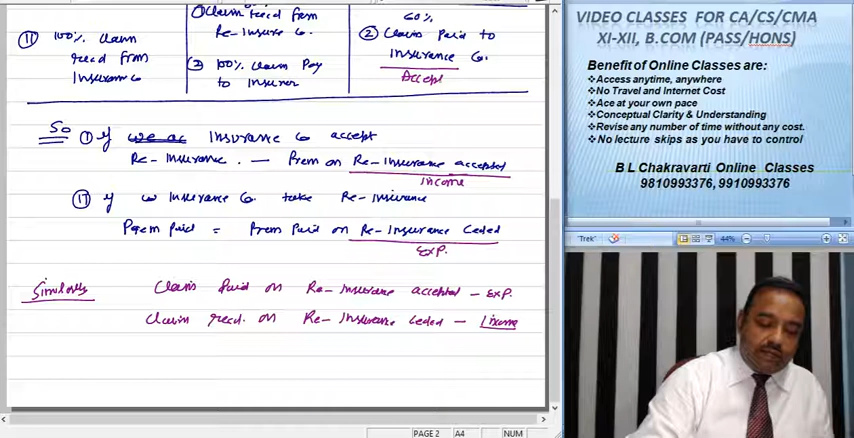 ① Claim recd from
Re-Insure Co.
② 100% Claim Pay
to Insurer
60%
② Claim Paid to
Insurance Co.
Accept
⑪ 100% Claim
recd from
Insurance Co
So ① If we ac Insurance Co accept
Re-Insurance. — Prem on Re-Insurance accepted
Income
⑪ If Insurance Co. take Re-Insurance
Prem Paid = Prem Paid on Re-Insurance Ceded
Exp.
Similarly Claim Paid on Re-Insurance accepted — Exp.
Claim recd. on Re-Insurance Ceded — Income
PAGE 2 A4 NUM
VIDEO CLASSES FOR CA/CS/CMA
XI-XII, B.COM (PASS/HONS)
Benefit of Online Classes are:
❖Access anytime, anywhere
❖No Travel and Internet Cost
❖Ace at your own pace
❖Conceptual Clarity & Understanding
❖Revise any number of time without any cost.
❖No lecture skips as you have to control
B L Chakravarti Online Classes
9810993376, 9910993376
"Trek"
44%